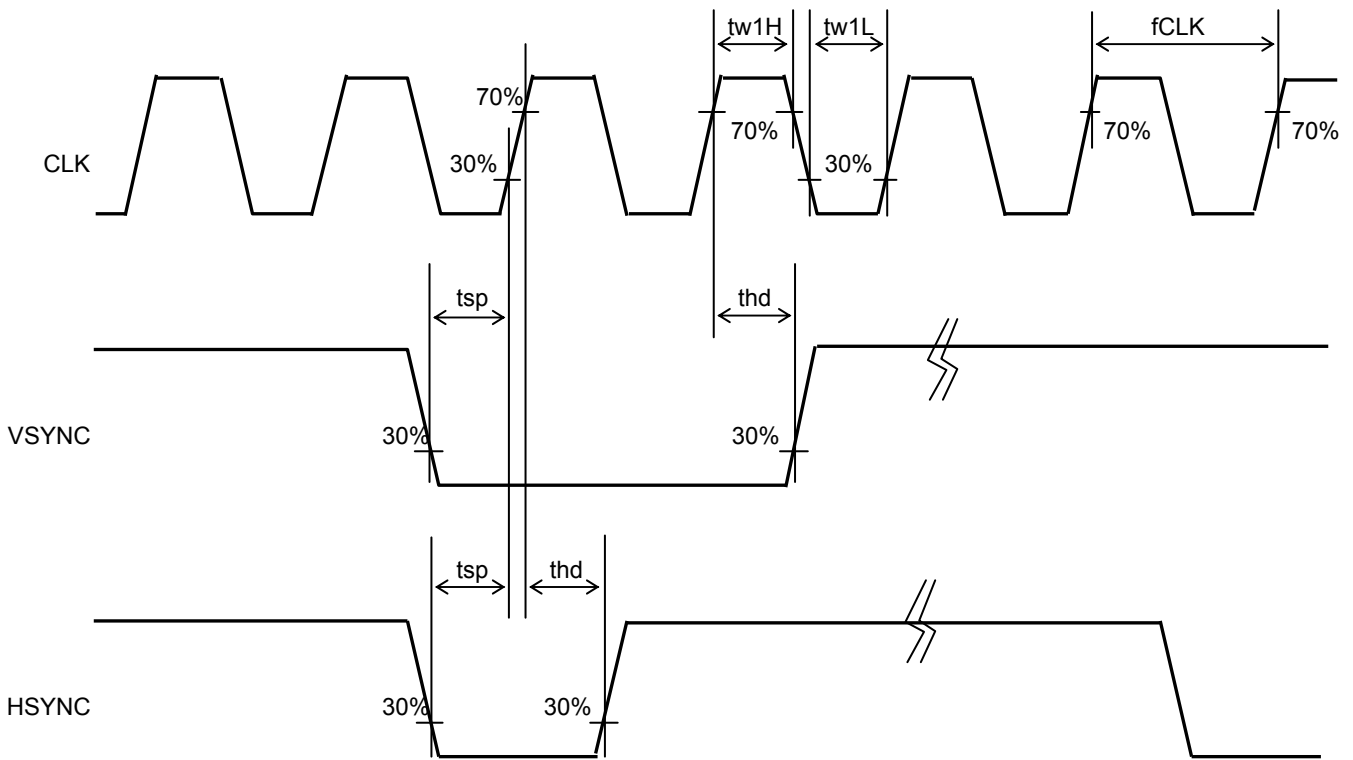 tw1H tw1L fCLK
70%
70% 70% 70%
CLK 30% 30%
tsp thd
VSYNC 30% 30%
tsp thd
HSYNC 30% 30%